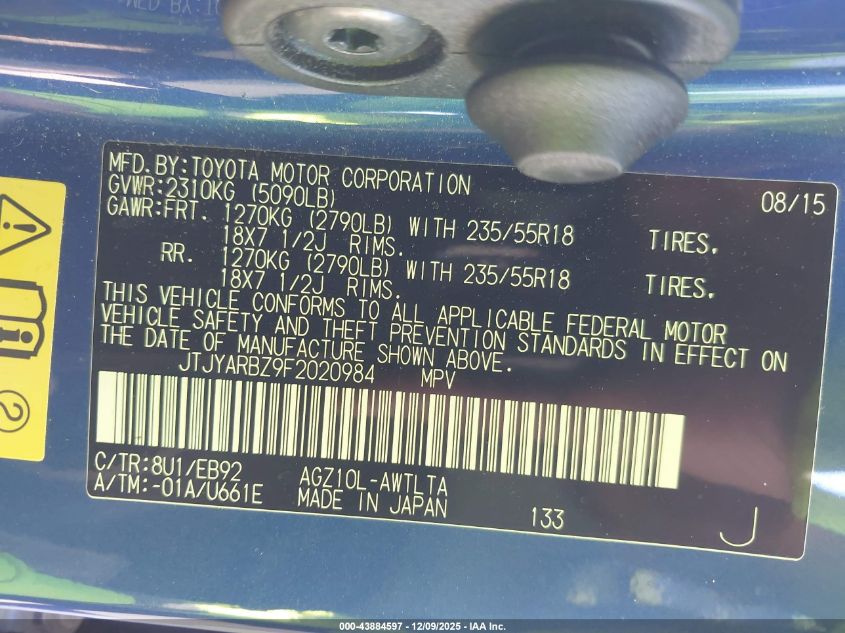 MFD.BY:TOYOTA MOTOR CORPORATION 08/15
GVWR:2310KG (5090LB)
GAWR:FRT. 1270KG (2790LB) WITH 235/55R18 TIRES.
18X7 1/2J RIMS.
RR. 1270KG (2790LB) WITH 235/55R18 TIRES.
18X7 1/2J RIMS.
THIS VEHICLE CONFORMS TO ALL APPLICABLE FEDERAL MOTOR
VEHICLE SAFETY AND THEFT PREVENTION STANDARDS IN EFFECT ON
THE DATE OF MANUFACTURE SHOWN ABOVE.
JTJYARBZ9F2020984 MPV
C/TR:8U1/EB92 AGZ10L-AWTLTA
A/TM:-01A/U661E MADE IN JAPAN 133 J
000-43884597 - 12/09/2025 - IAA Inc.